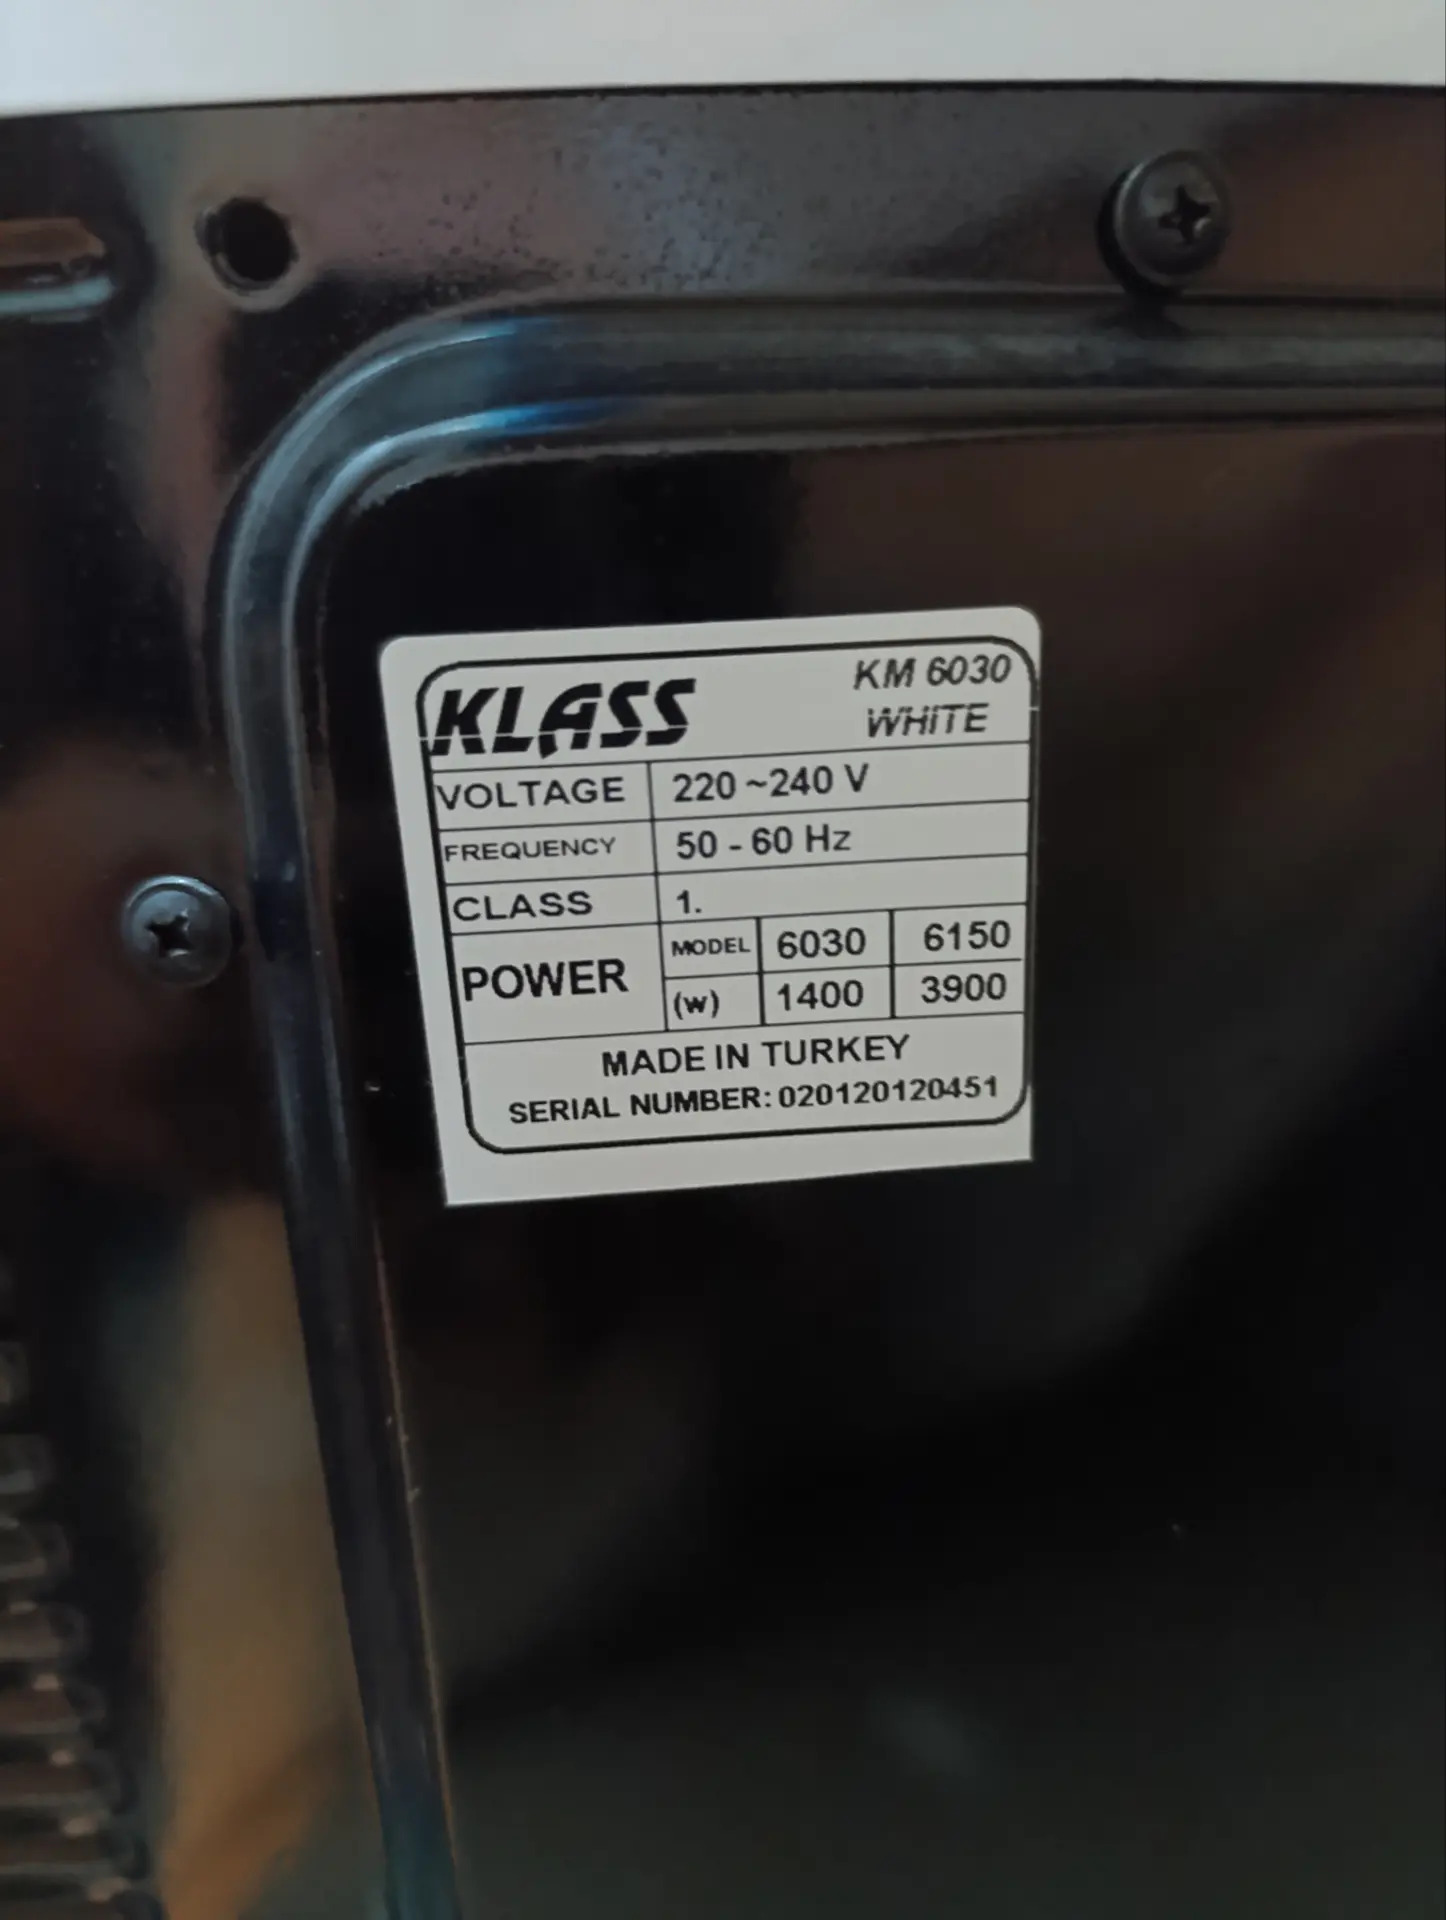 KLASS KM 6030
WHITE
VOLTAGE 220 ~240 V
FREQUENCY 50 - 60 Hz
CLASS 1.
POWER MODEL 6030 6150
(w) 1400 3900
MADE IN TURKEY
SERIAL NUMBER: 020120120451